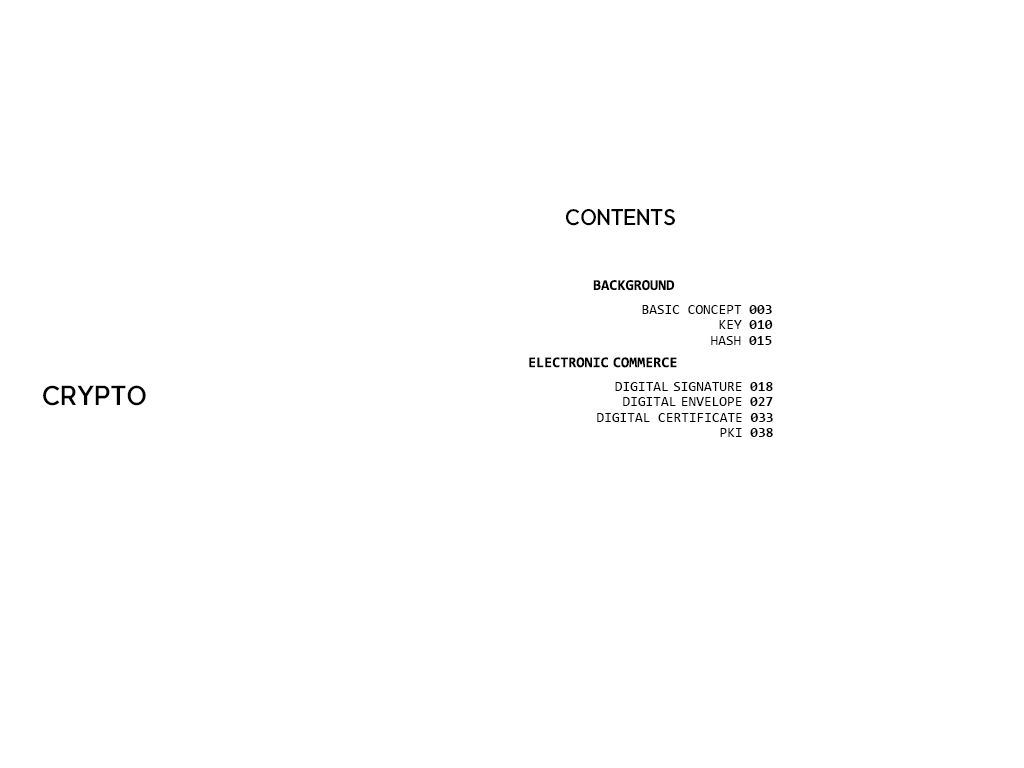 CRYPTO
CONTENTS
BACKGROUND
BASIC CONCEPT 003
KEY 010
HASH 015
ELECTRONIC COMMERCE
DIGITAL SIGNATURE 018
DIGITAL ENVELOPE 027
DIGITAL CERTIFICATE 033
PKI 038